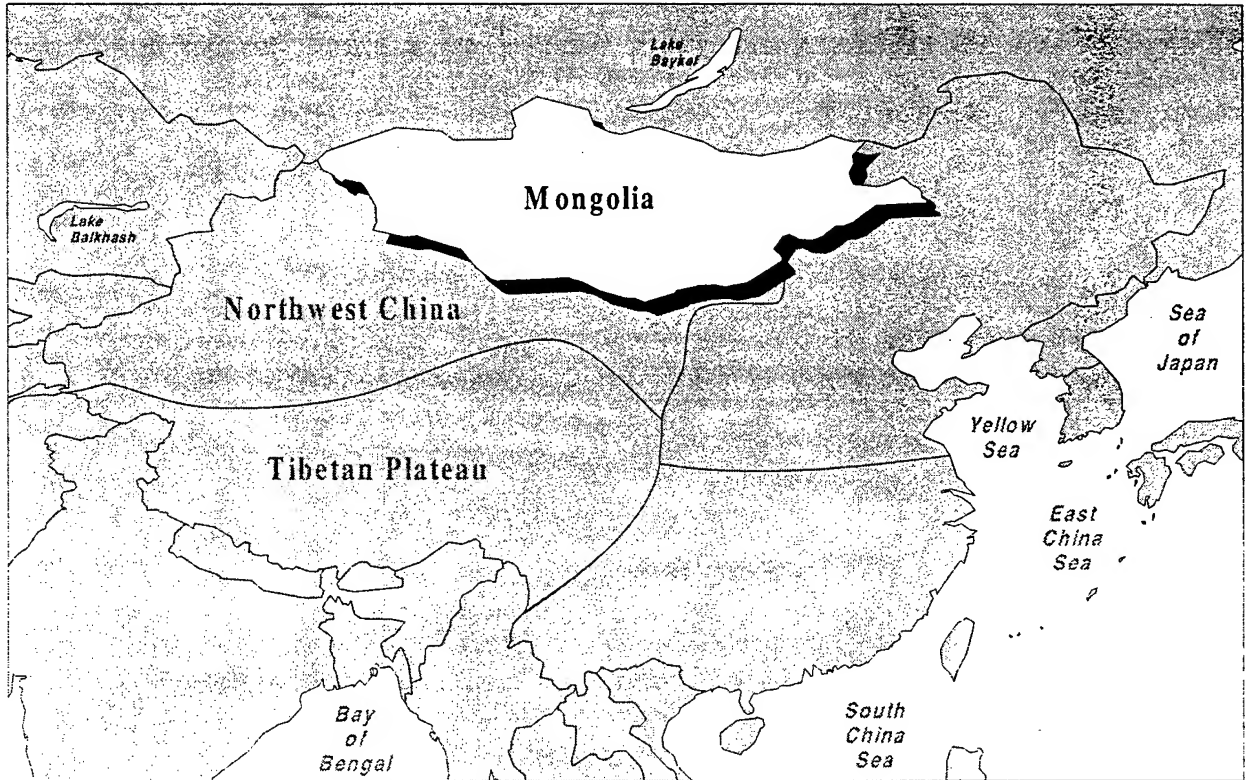 Lake
Baykal
Mongolia
Lake
Balkhash
Northwest China
Sea
of
Japan
Yellow
Sea
Tibetan Plateau
East
China
Sea
Bay
of
Bengal
South
China
Sea